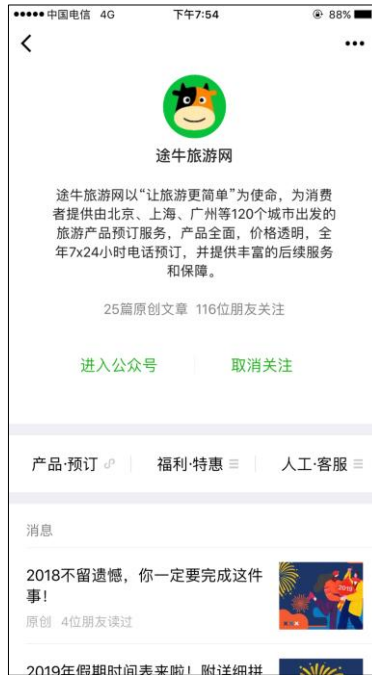 中国电信 4G 下午7:54 88%
途牛旅游网
途牛旅游网以“让旅游更简单”为使命，为消费
者提供由北京、上海、广州等120个城市出发的
旅游产品预订服务，产品全面，价格透明，全
年7x24小时电话预订，并提供丰富的后续服务
和保障。
25篇原创文章 116位朋友关注
进入公众号 取消关注
产品·预订 福利·特惠 人工·客服
消息
2018不留遗憾，你一定要完成这件
事！
原创 4位朋友读过
2019
2019年假期时间表来啦！附详细拼